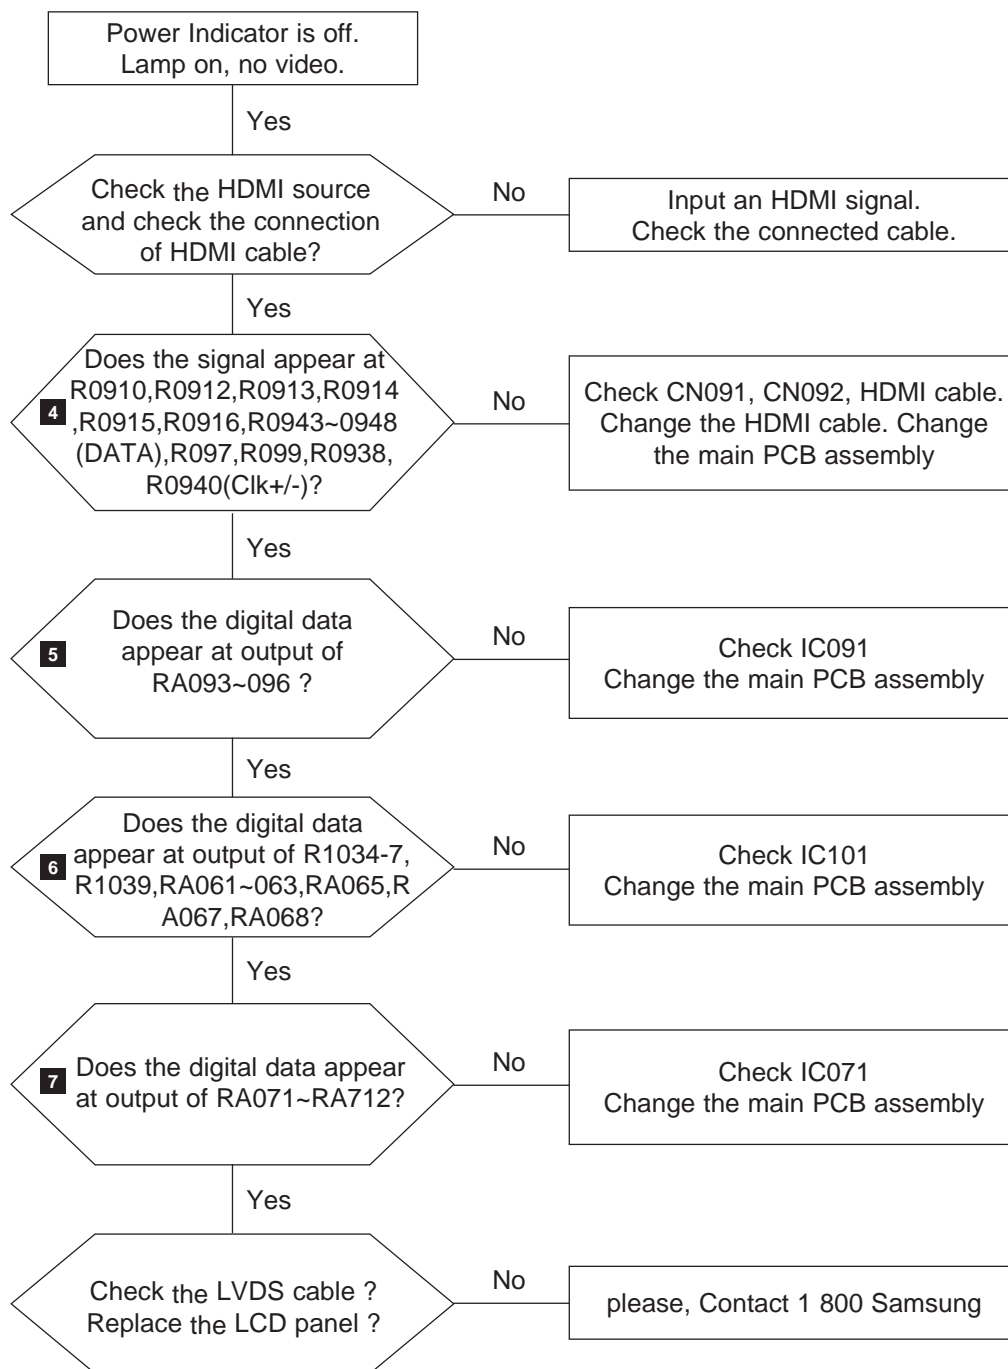 Power Indicator is off.
Lamp on, no video.
Yes
Check the HDMI source
and check the connection
of HDMI cable?
No
Input an HDMI signal.
Check the connected cable.
Yes
Does the signal appear at
R0910,R0912,R0913,R0914
4 ,R0915,R0916,R0943~0948
(DATA),R097,R099,R0938,
R0940(Clk+/-)?
No
Check CN091, CN092, HDMI cable.
Change the HDMI cable. Change
the main PCB assembly
Yes
Does the digital data
5 appear at output of
RA093~096 ?
No
Check IC091
Change the main PCB assembly
Yes
Does the digital data
appear at output of R1034-7,
6 R1039,RA061~063,RA065,R
A067,RA068?
No
Check IC101
Change the main PCB assembly
Yes
7 Does the digital data appear
at output of RA071~RA712?
No
Check IC071
Change the main PCB assembly
Yes
Check the LVDS cable ?
Replace the LCD panel ?
No
please, Contact 1 800 Samsung